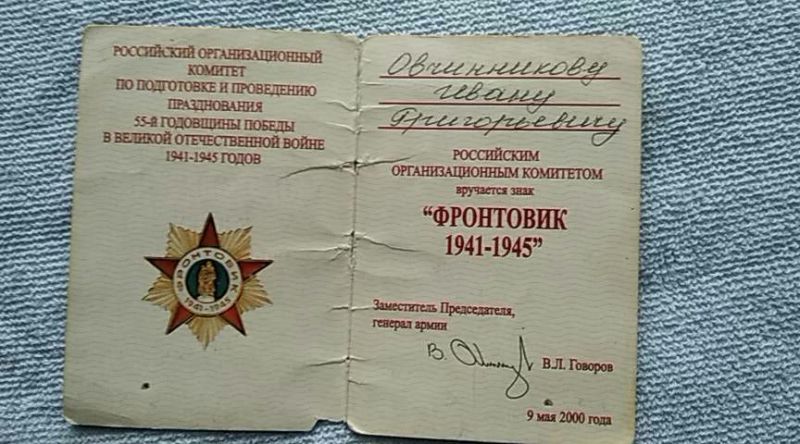 РОССИЙСКИЙ ОРГАНИЗАЦИОННЫЙ
КОМИТЕТ
ПО ПОДГОТОВКЕ И ПРОВЕДЕНИЮ
ПРАЗДНОВАНИЯ
55-Й ГОДОВЩИНЫ ПОБЕДЫ
В ВЕЛИКОЙ ОТЕЧЕСТВЕННОЙ ВОЙНЕ
1941-1945 ГОДОВ
ФРОНТОВИК
1941-1945
Овчинникову
Ивану
Григорьевичу
РОССИЙСКИМ
ОРГАНИЗАЦИОННЫМ КОМИТЕТОМ
вручается знак
“ФРОНТОВИК
1941-1945”
Заместитель Председателя,
генерал армии
В.Л. Говоров
9 мая 2000 года